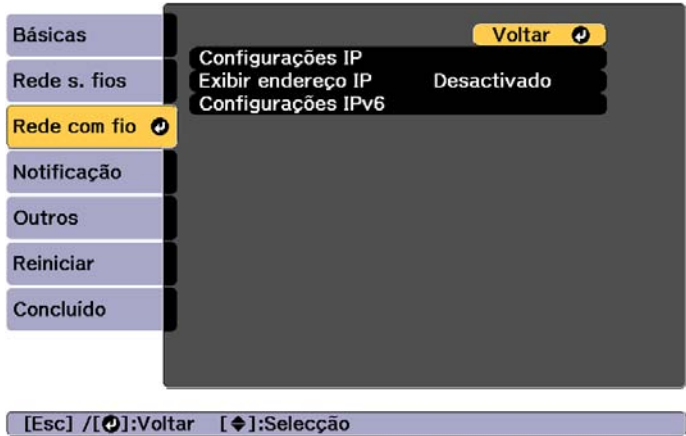 Básicas
Rede s. fios
Rede com fio
Notificação
Outros
Reiniciar
Concluído
Voltar
Configurações IP
Exibir endereço IP Desactivado
Configurações IPv6
[Esc] /[⏎]:Voltar [◆]:Selecção